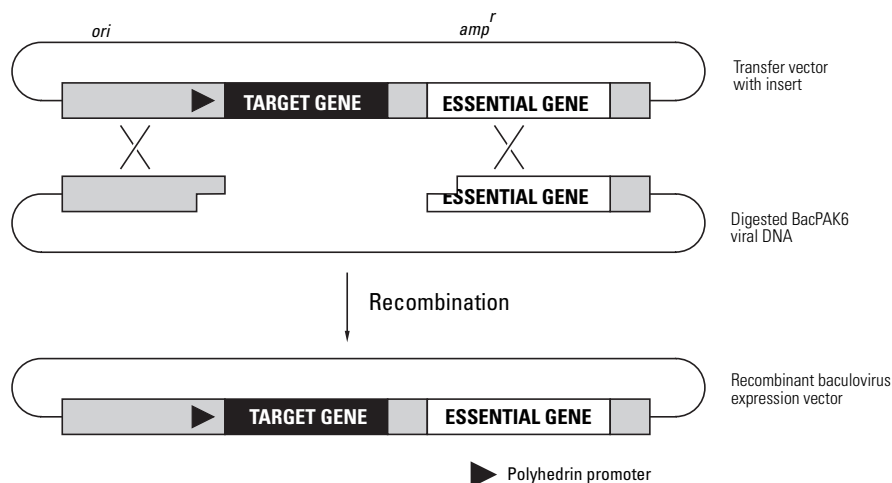 ori
amp^r
Transfer vector
with insert
TARGET GENE
ESSENTIAL GENE
ESSENTIAL GENE
Digested BacPAK6
viral DNA
Recombination
Recombinant baculovirus
expression vector
TARGET GENE
ESSENTIAL GENE
Polyhedrin promoter